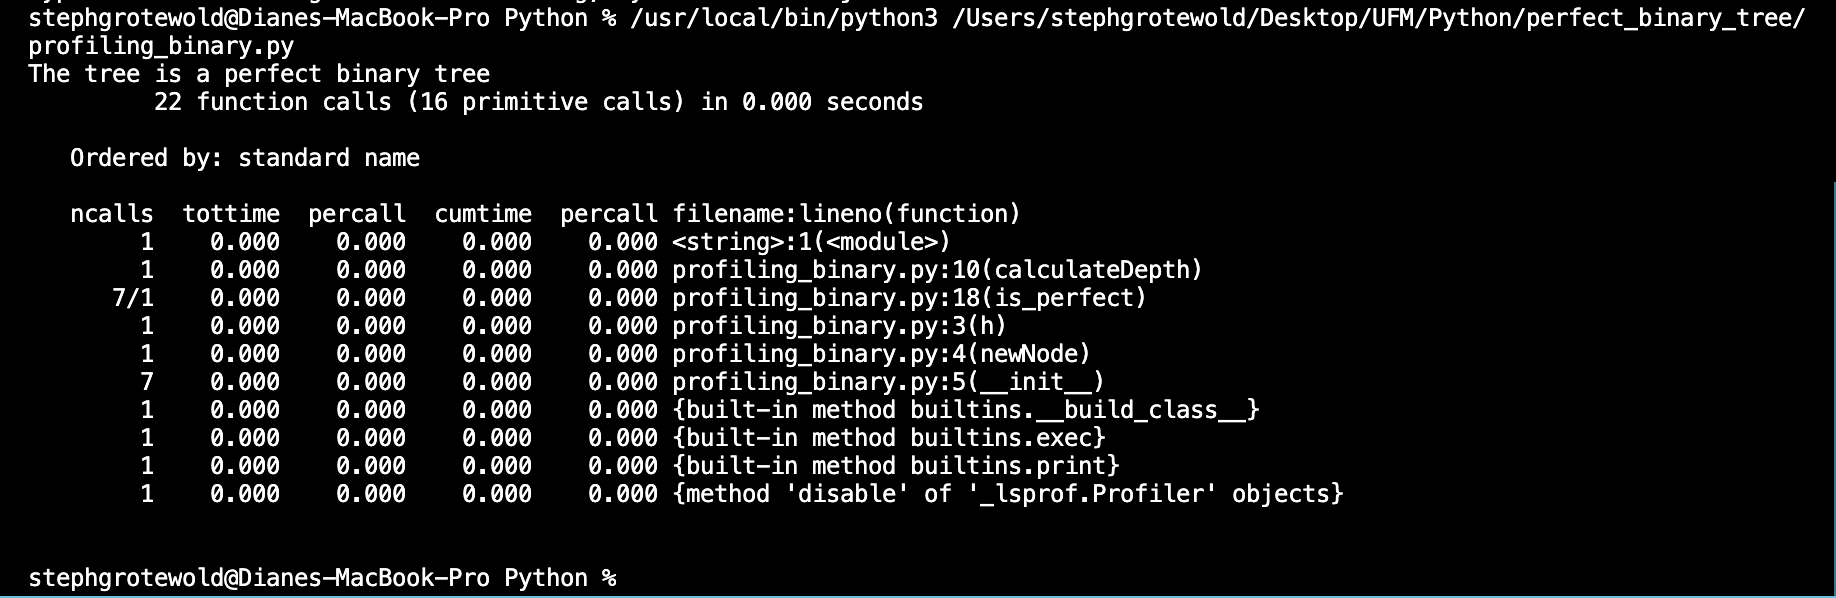 stephgrotewold@Dianes-MacBook-Pro Python % /usr/local/bin/python3 /Users/stephgrotewold/Desktop/UFM/Python/perfect_binary_tree/
profiling_binary.py
The tree is a perfect binary tree
         22 function calls (16 primitive calls) in 0.000 seconds

   Ordered by: standard name

   ncalls  tottime  percall  cumtime  percall filename:lineno(function)
        1    0.000    0.000    0.000    0.000 <string>:1(<module>)
        1    0.000    0.000    0.000    0.000 profiling_binary.py:10(calculateDepth)
      7/1    0.000    0.000    0.000    0.000 profiling_binary.py:18(is_perfect)
        1    0.000    0.000    0.000    0.000 profiling_binary.py:3(h)
        1    0.000    0.000    0.000    0.000 profiling_binary.py:4(newNode)
        7    0.000    0.000    0.000    0.000 profiling_binary.py:5(__init__)
        1    0.000    0.000    0.000    0.000 {built-in method builtins.__build_class__}
        1    0.000    0.000    0.000    0.000 {built-in method builtins.exec}
        1    0.000    0.000    0.000    0.000 {built-in method builtins.print}
        1    0.000    0.000    0.000    0.000 {method 'disable' of '_lsprof.Profiler' objects}

stephgrotewold@Dianes-MacBook-Pro Python %